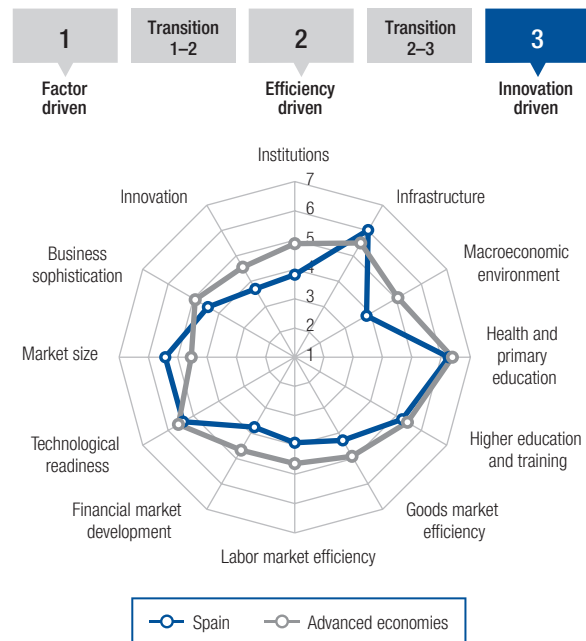 1
Transition
1–2
2
Transition
2–3
3
Factor
driven
Efficiency
driven
Innovation
driven
Institutions
7
6
5
4
3
2
1
Infrastructure
Macroeconomic
environment
Health and
primary
education
Higher education
and training
Goods market
efficiency
Labor market efficiency
Financial market
development
Technological
readiness
Market size
Business
sophistication
Innovation
Spain
Advanced economies